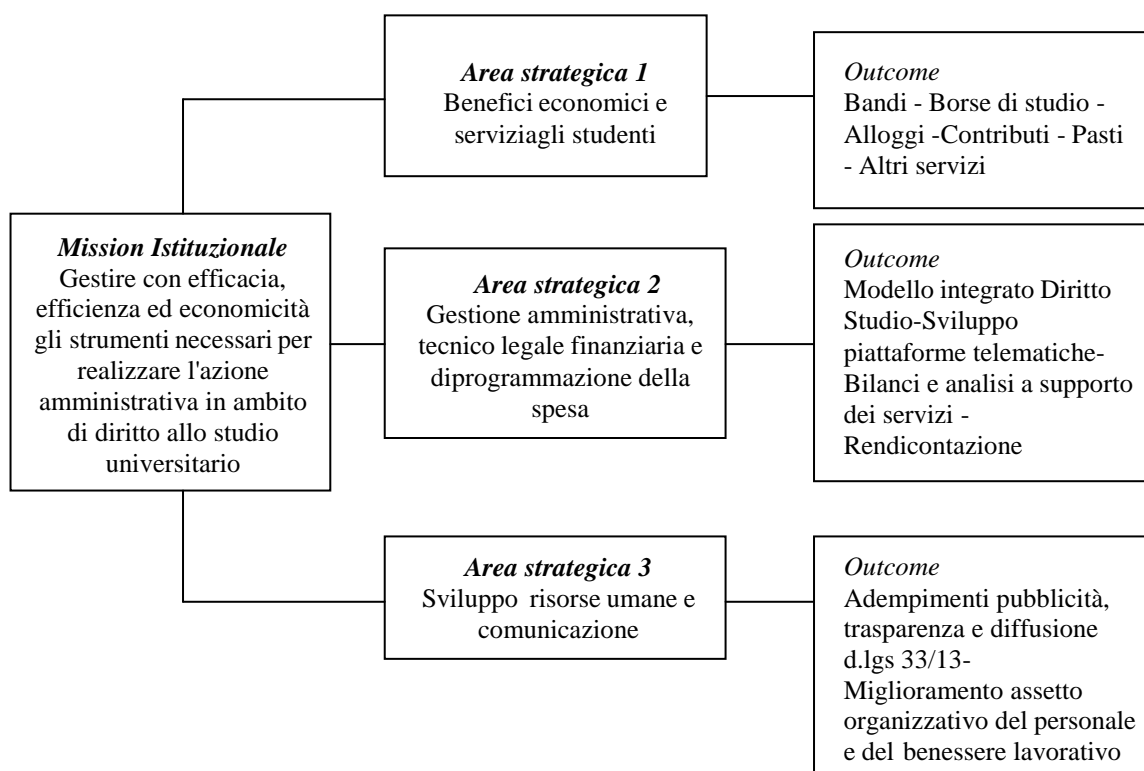 Area strategica 1
Benefici economici e
serviziagli studenti
Outcome
Bandi - Borse di studio -
Alloggi -Contributi - Pasti
- Altri servizi
Mission Istituzionale
Gestire con efficacia,
efficienza ed economicità
gli strumenti necessari per
realizzare l'azione
amministrativa in ambito
di diritto allo studio
universitario
Area strategica 2
Gestione amministrativa,
tecnico legale finanziaria e
diprogrammazione della
spesa
Outcome
Modello integrato Diritto
Studio-Sviluppo
piattaforme telematiche-
Bilanci e analisi a supporto
dei servizi -
Rendicontazione
Area strategica 3
Sviluppo risorse umane e
comunicazione
Outcome
Adempimenti pubblicità,
trasparenza e diffusione
d.lgs 33/13-
Miglioramento assetto
organizzativo del personale
e del benessere lavorativo